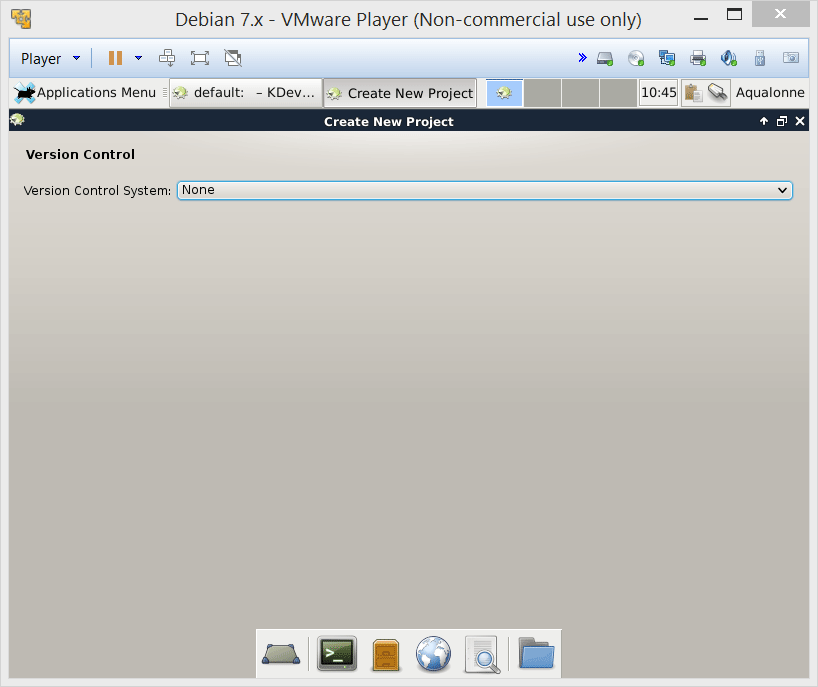 Debian 7.x - VMware Player (Non-commercial use only)
Player
Applications Menu default: – KDev... Create New Project 10:45 Aqualonne
Create New Project
Version Control
Version Control System: None
>_